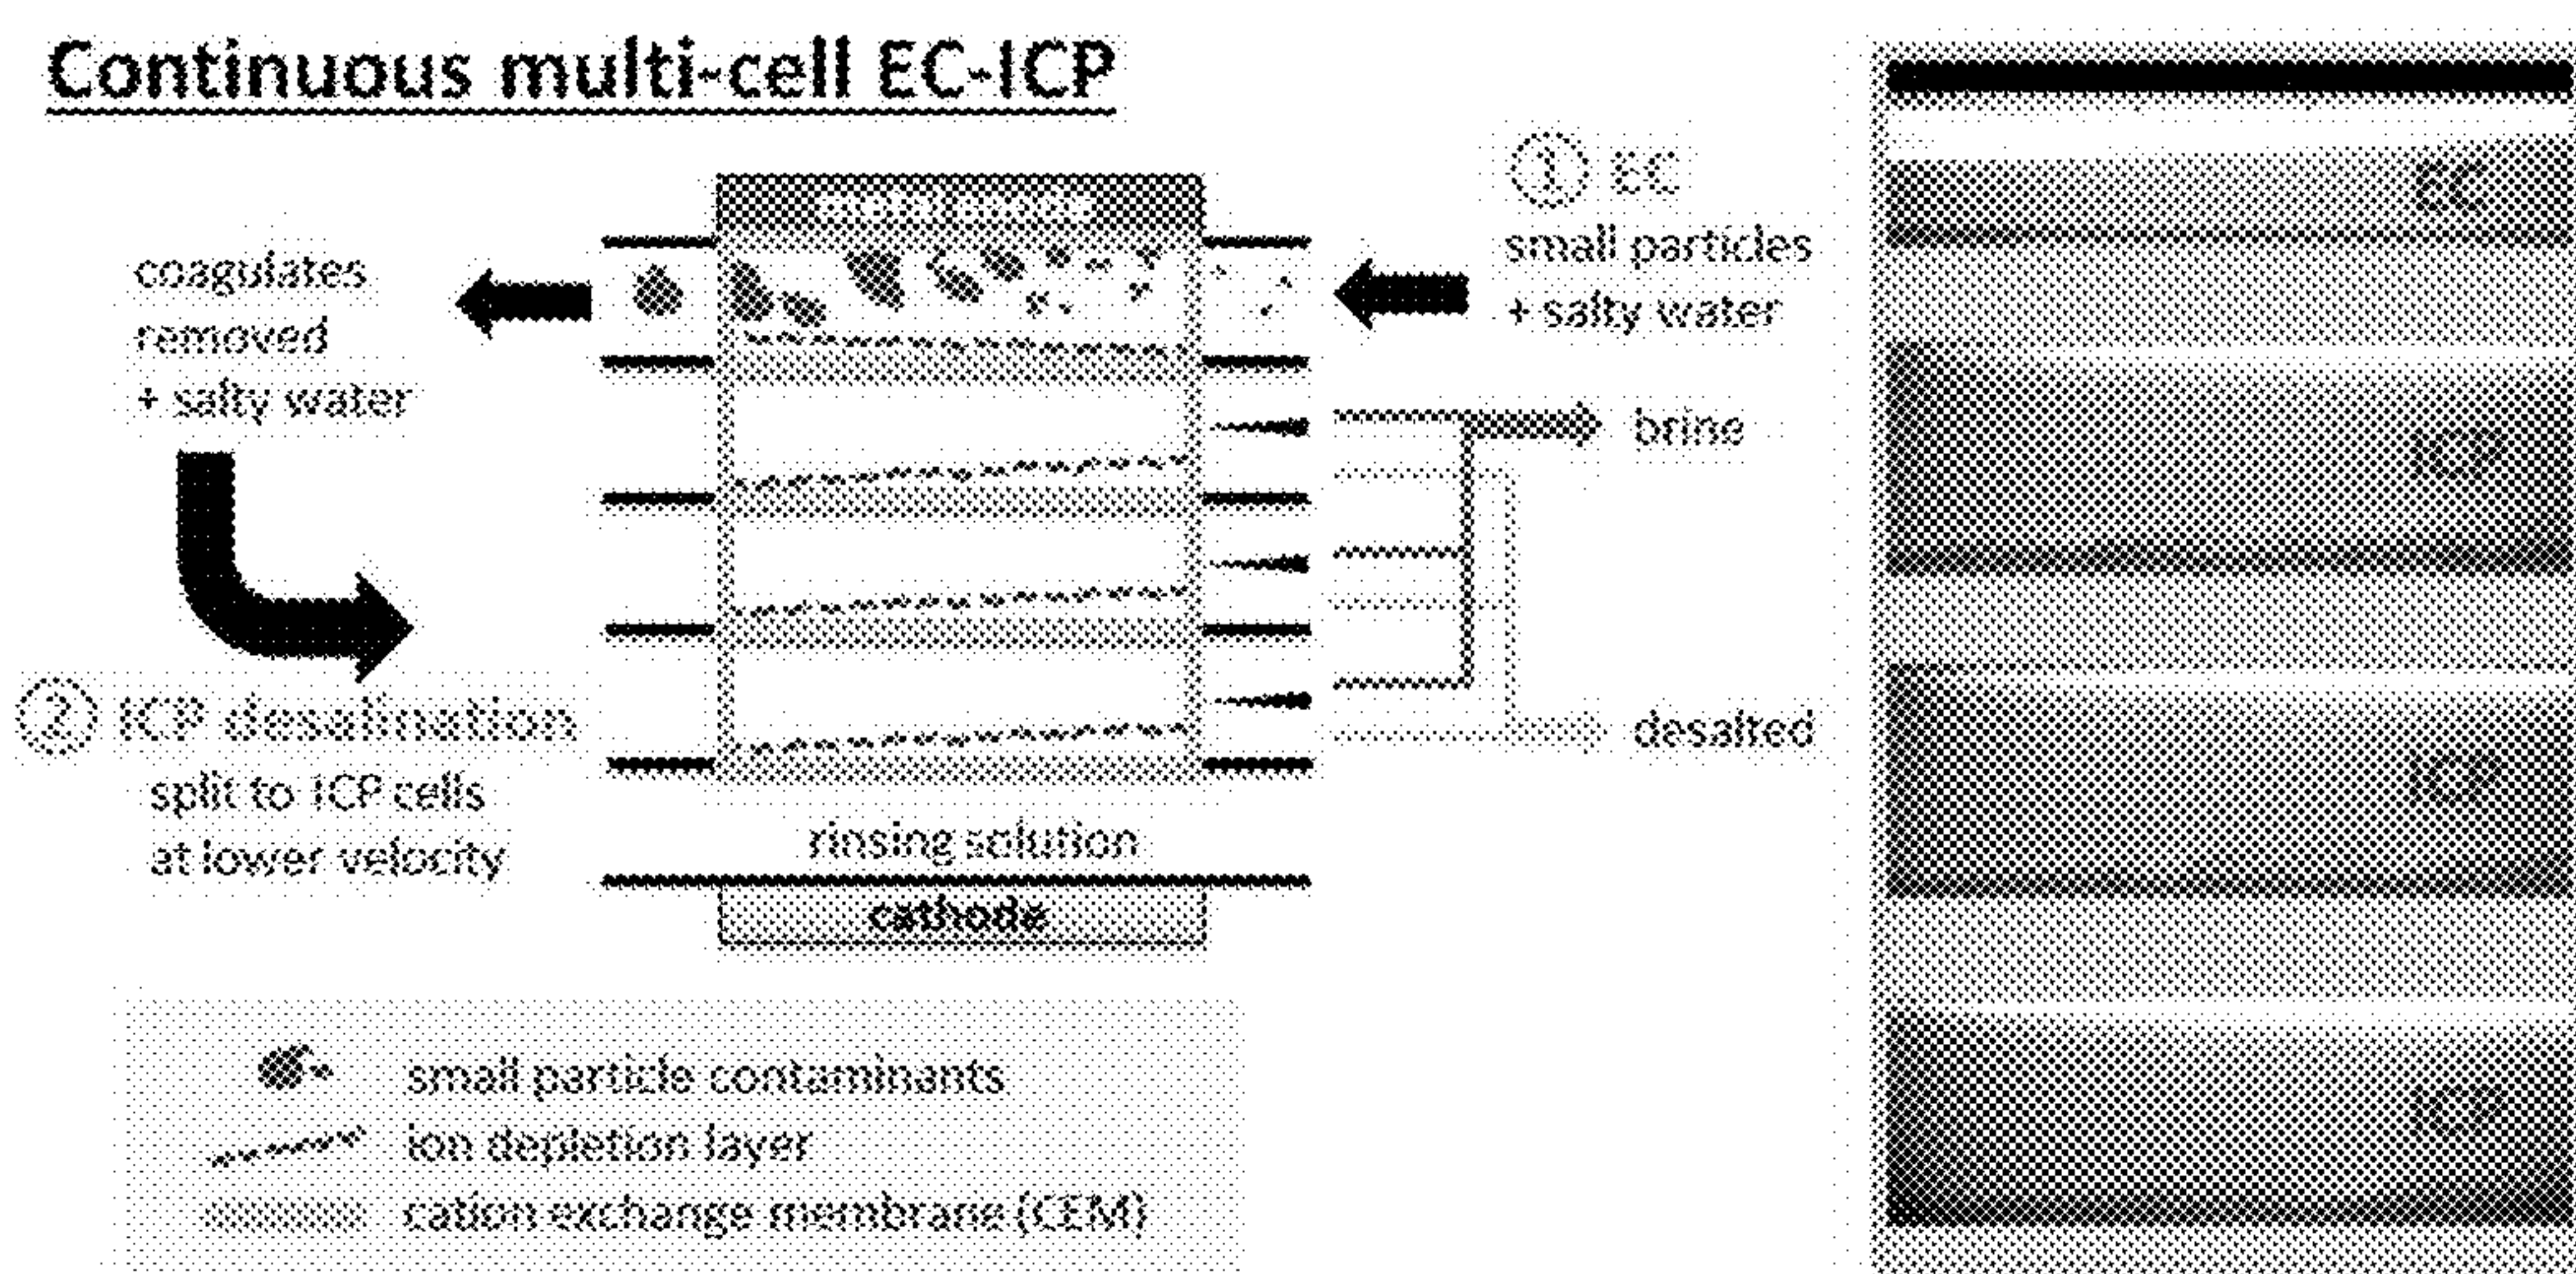 Continuous multi-cell EC-ICP
metal anode
① EC
small particles
+ salty water
coagulates
removed
+ salty water
brine
② ICP desalination
split to ICP cells
at lower velocity
desalted
rinsing solution
cathode
small particle contaminants
ion depletion layer
cation exchange membrane (CEM)
EC
ICP
ICP
ICP